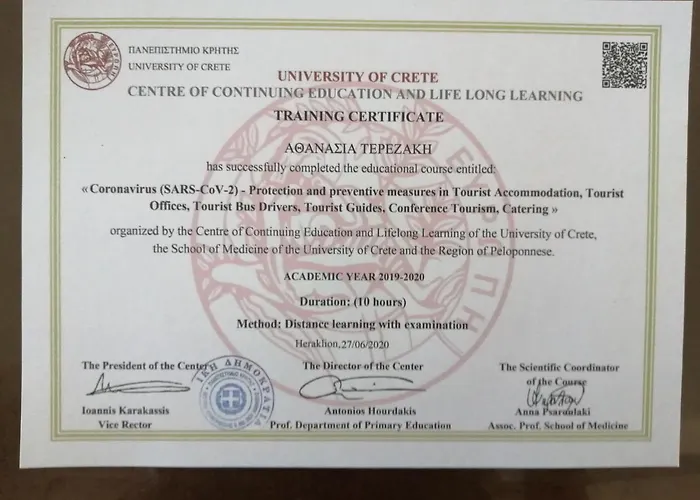 ΠΑΝΕΠΙΣΤΗΜΙΟ ΚΡΗΤΗΣ
UNIVERSITY OF CRETE
UNIVERSITY OF CRETE
CENTRE OF CONTINUING EDUCATION AND LIFE LONG LEARNING
TRAINING CERTIFICATE
ΑΘΑΝΑΣΙΑ ΤΕΡΕΖΑΚΗ
has successfully completed the educational course entitled:
«Coronavirus (SARS-CoV-2) - Protection and preventive measures in Tourist Accommodation, Tourist
Offices, Tourist Bus Drivers, Tourist Guides, Conference Tourism, Catering »
organized by the Centre of Continuing Education and Lifelong Learning of the University of Crete,
the School of Medicine of the University of Crete and the Region of Peloponnese.
ACADEMIC YEAR 2019-2020
Duration: (10 hours)
Method: Distance learning with examination
Heraklion,27/06/2020
The President of the Center
Ioannis Karakassis
Vice Rector
The Director of the Center
Antonios Hourdakis
Prof. Department of Primary Education
The Scientific Coordinator
of the Course
Anna Psaroulaki
Assoc. Prof. School of Medicine